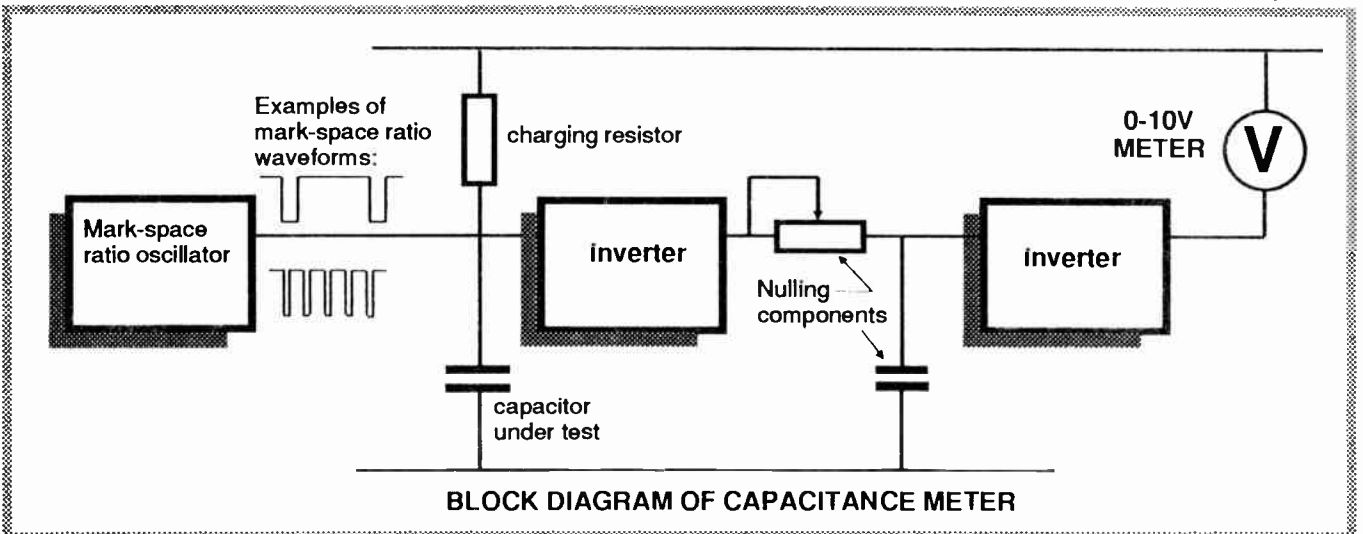 Examples of
mark-space ratio
waveforms:
charging resistor
0-10V
METER
V
Mark-space
ratio oscillator
inverter
Nulling
components
inverter
capacitor
under test
BLOCK DIAGRAM OF CAPACITANCE METER